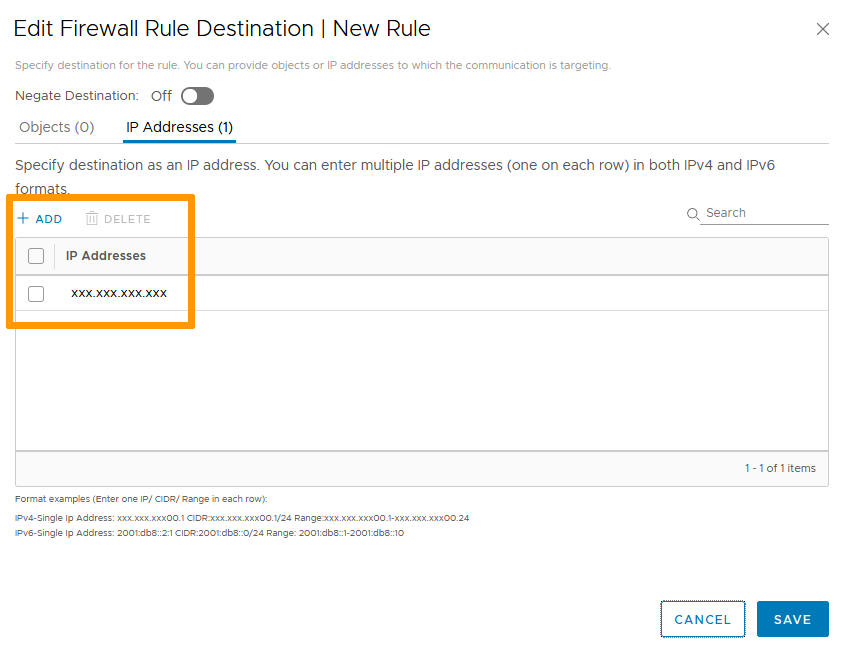 Edit Firewall Rule Destination | New Rule
Specify destination for the rule. You can provide objects or IP addresses to which the communication is targeting.
Negate Destination: Off
Objects (0) IP Addresses (1)
Specify destination as an IP address. You can enter multiple IP addresses (one on each row) in both IPv4 and IPv6
formats.
+ ADD DELETE Search
IP Addresses
xxx.xxx.xxx.xxx
1 - 1 of 1 items
Format examples (Enter one IP/ CIDR/ Range in each row):
IPv4-Single Ip Address: xxx.xxx.xxx00.1 CIDR:xxx.xxx.xxx00.1/24 Range:xxx.xxx.xxx00.1-xxx.xxx.xxx00.24
IPv6-Single Ip Address: 2001:db8::2:1 CIDR:2001:db8::0/24 Range: 2001:db8::1-2001:db8::10
CANCEL SAVE